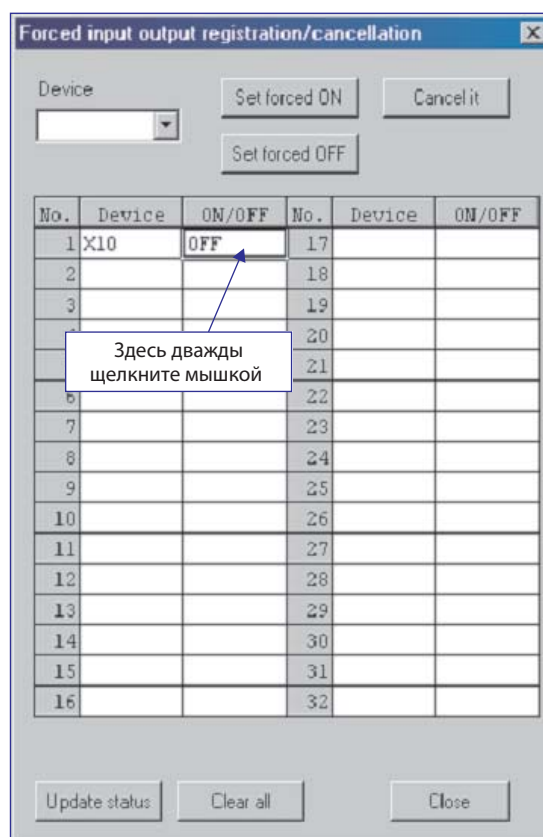 Forced input output registration/cancellation
Device
Set forced ON
Cancel it
Set forced OFF
No. Device ON/OFF No. Device ON/OFF
1 X10 OFF 17
2 18
3 19
20
Здесь дважды
щелкните мышкой
21
6 22
7 23
8 24
9 25
10 26
11 27
12 28
13 29
14 30
15 31
16 32
Update status
Clear all
Close